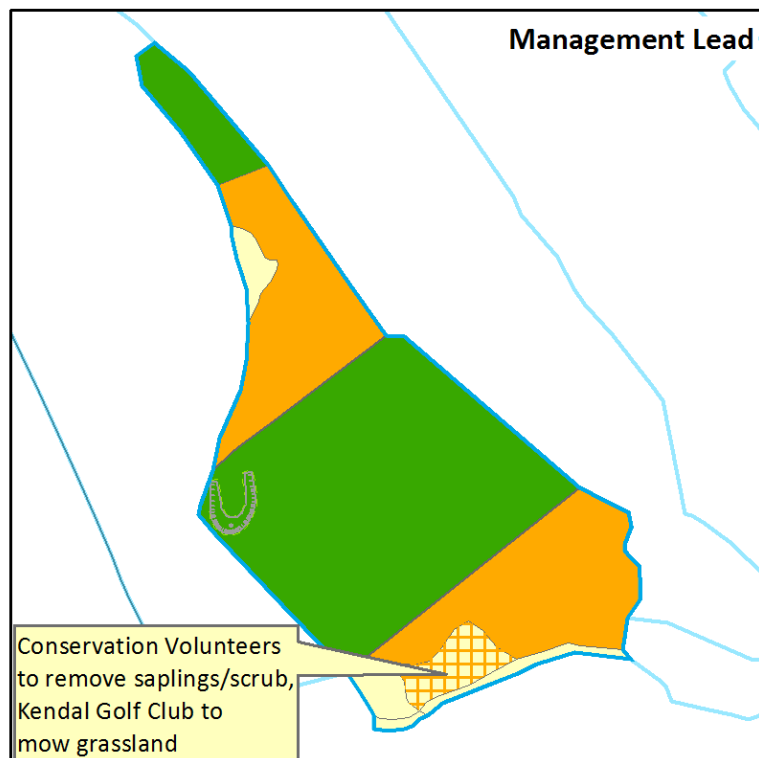 Management Lead
Conservation Volunteers
to remove saplings/scrub,
Kendal Golf Club to
mow grassland